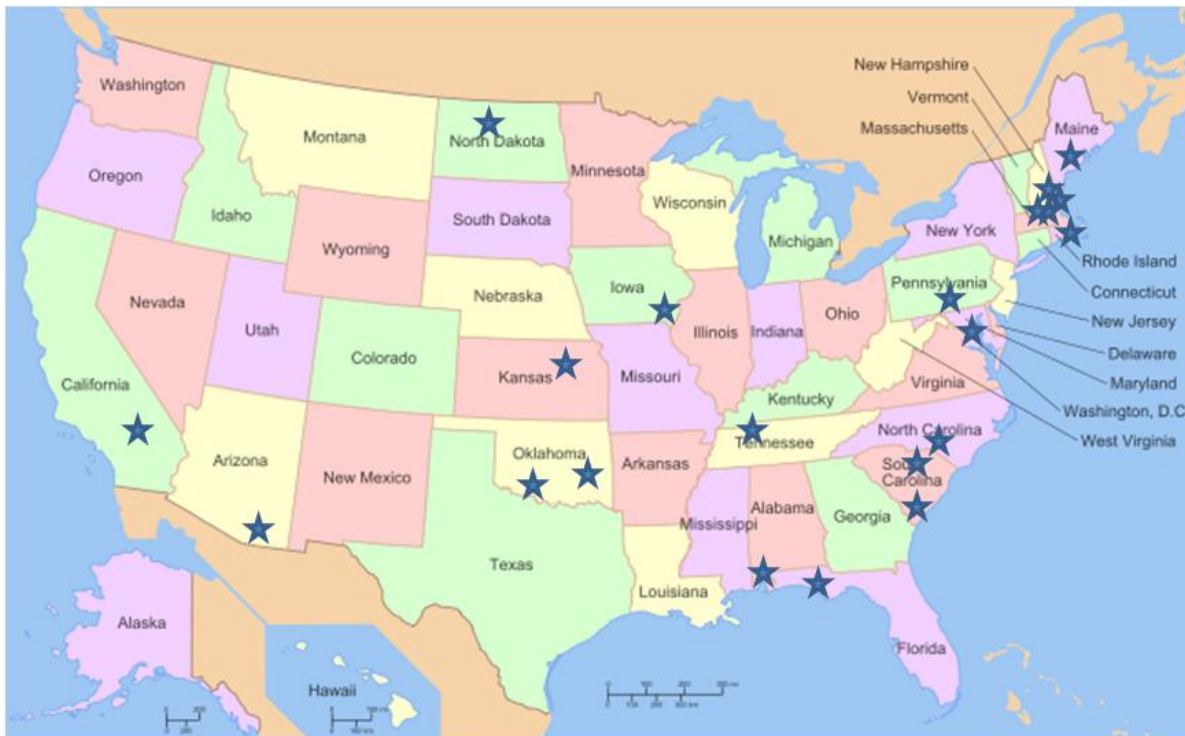 New Hampshire
Vermont
Massachusetts
Washington
Montana
North Dakota
Minnesota
Maine
Oregon
Idaho
Wyoming
South Dakota
Wisconsin
Michigan
New York
Rhode Island
Connecticut
New Jersey
Delaware
Maryland
Washington, D.C
West Virginia
Nevada
Utah
Colorado
Nebraska
Iowa
Illinois
Indiana
Ohio
Pennsylvania
California
Kansas
Missouri
Kentucky
Virginia
Arizona
New Mexico
Oklahoma
Arkansas
Tennessee
North Carolina
South
Carolina
Texas
Louisiana
Mississippi
Alabama
Georgia
Florida
Alaska
Hawaii